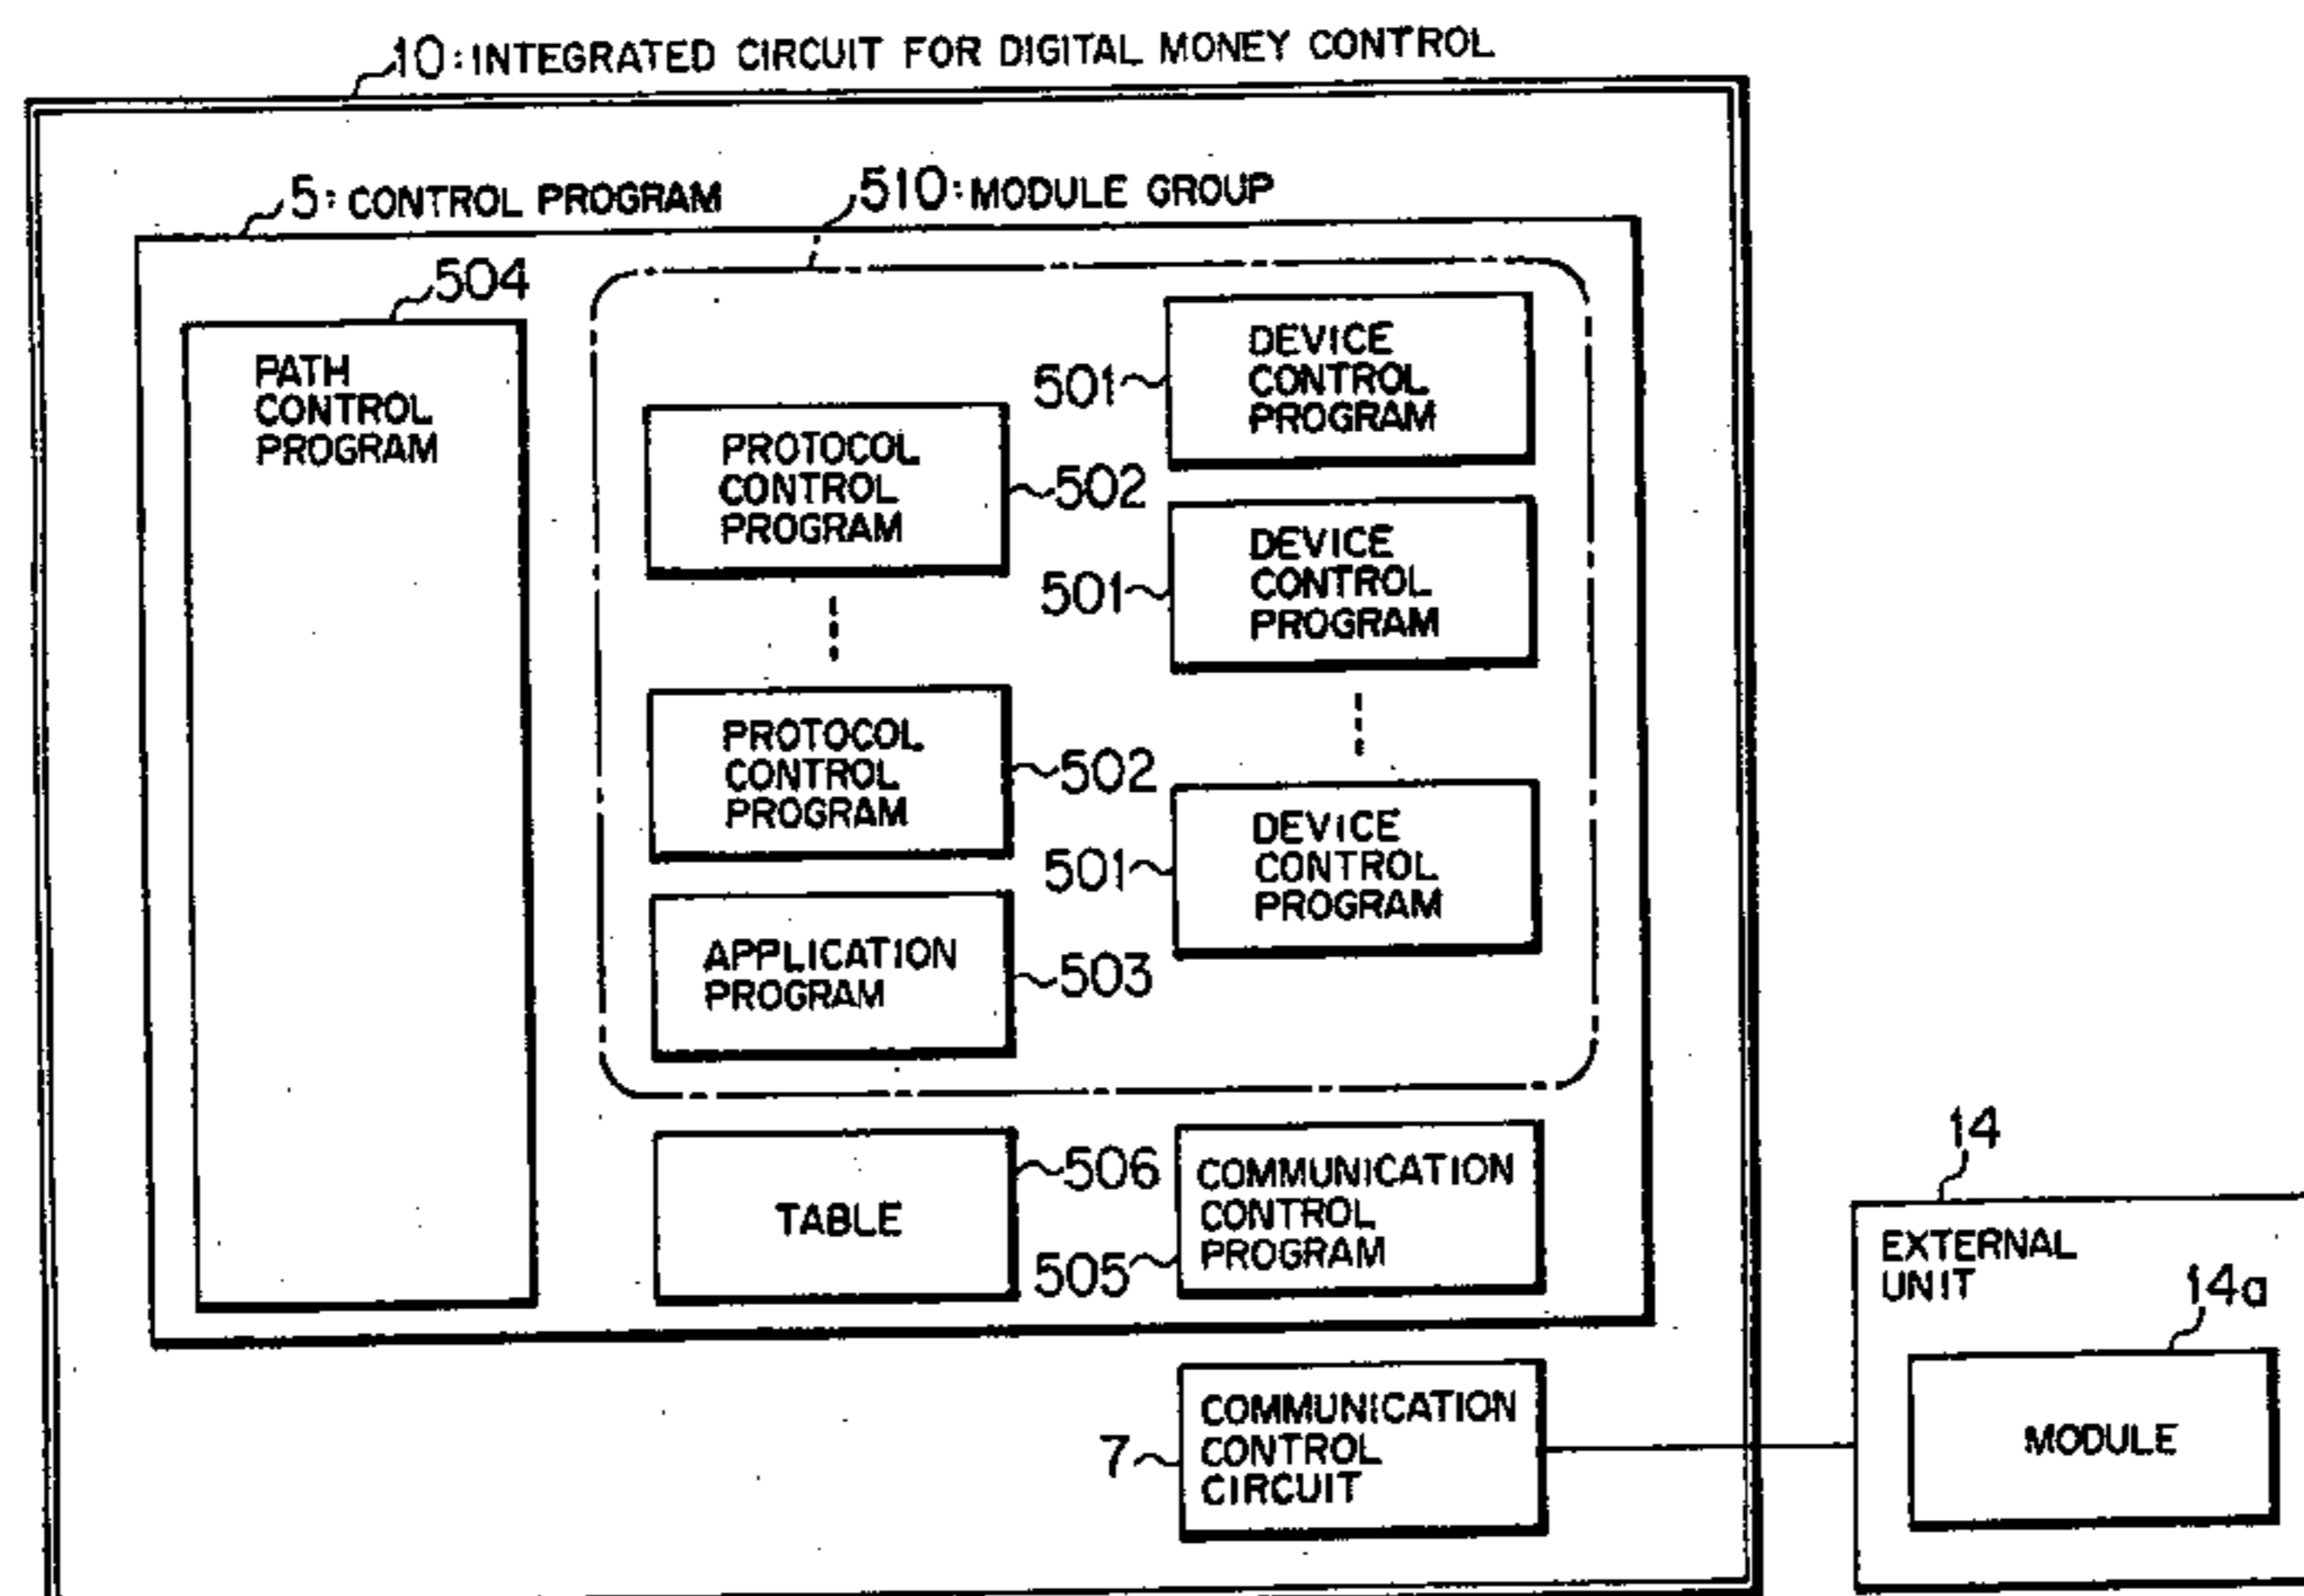 10: INTEGRATED CIRCUIT FOR DIGITAL MONEY CONTROL
5: CONTROL PROGRAM
510: MODULE GROUP
504
PATH
CONTROL
PROGRAM
501
DEVICE
CONTROL
PROGRAM
PROTOCOL
CONTROL
PROGRAM
502
501
DEVICE
CONTROL
PROGRAM
PROTOCOL
CONTROL
PROGRAM
502
501
DEVICE
CONTROL
PROGRAM
APPLICATION
PROGRAM
503
TABLE
506
COMMUNICATION
CONTROL
PROGRAM
505
14
EXTERNAL
UNIT
14a
MODULE
7
COMMUNICATION
CONTROL
CIRCUIT